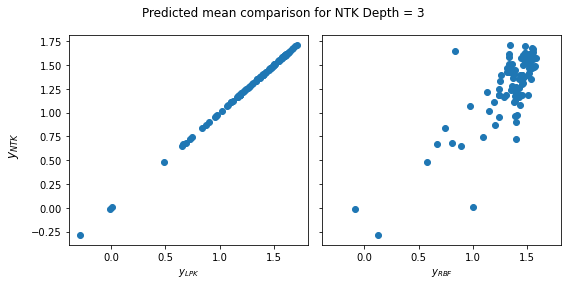 Predicted mean comparison for NTK Depth = 3
y_NTK
1.75
1.50
1.25
1.00
0.75
0.50
0.25
0.00
−0.25
0.0 0.5 1.0 1.5
y_LPK
0.0 0.5 1.0 1.5
y_RBF